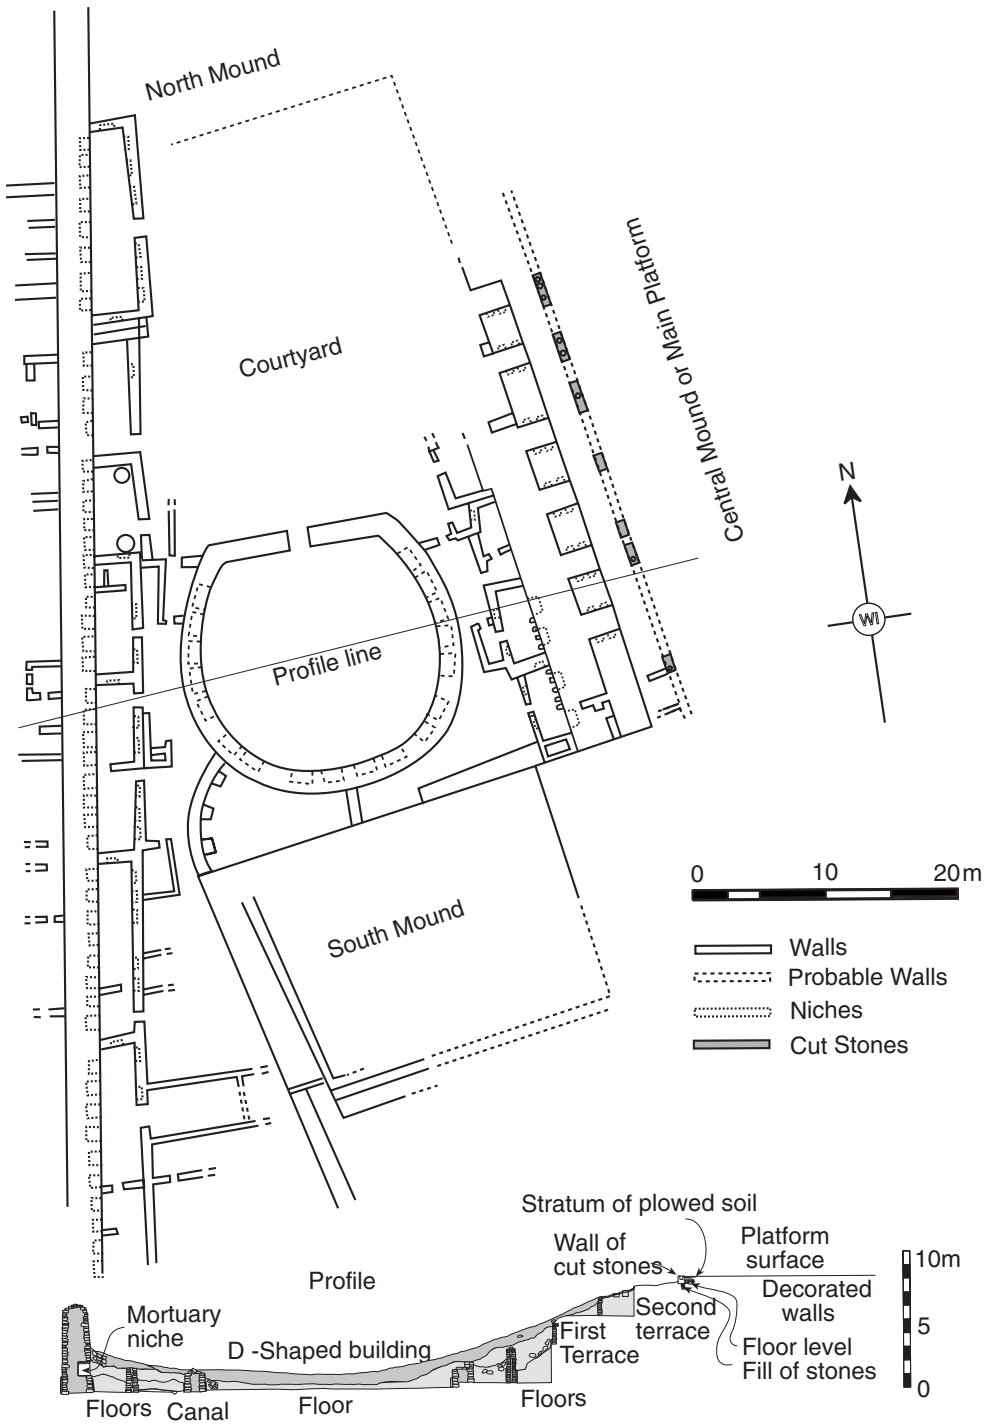 North Mound
Courtyard
Central Mound or Main Platform
N
WI
Profile line
South Mound
0 10 20m
Walls
Probable Walls
Niches
Cut Stones
Stratum of plowed soil
Wall of
cut stones
Platform
surface
10m
Profile
Decorated
walls
Mortuary
niche
Second
terrace
5
D -Shaped building
First
Terrace
Floor level
Fill of stones
0
Floors
Canal
Floor
Floors